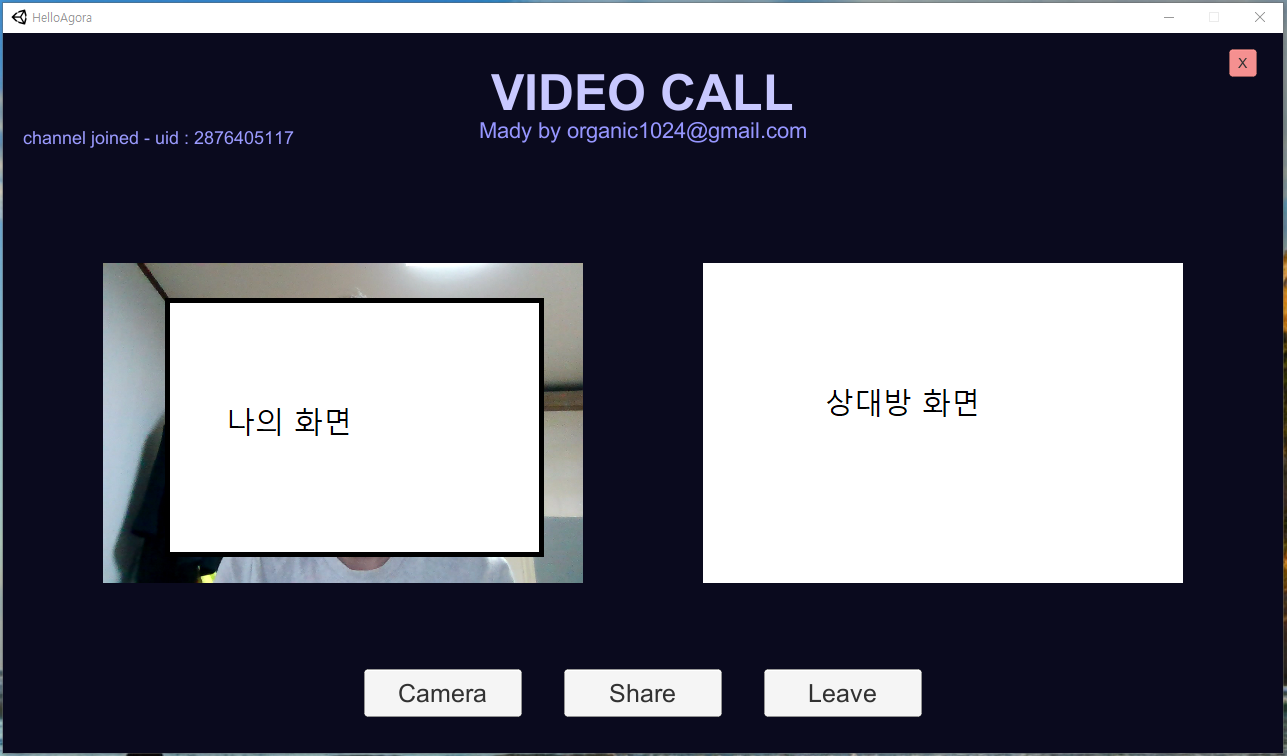 HelloAgora
X
VIDEO CALL
Mady by organic1024@gmail.com
channel joined - uid : 2876405117
나의 화면
상대방 화면
Camera
Share
Leave